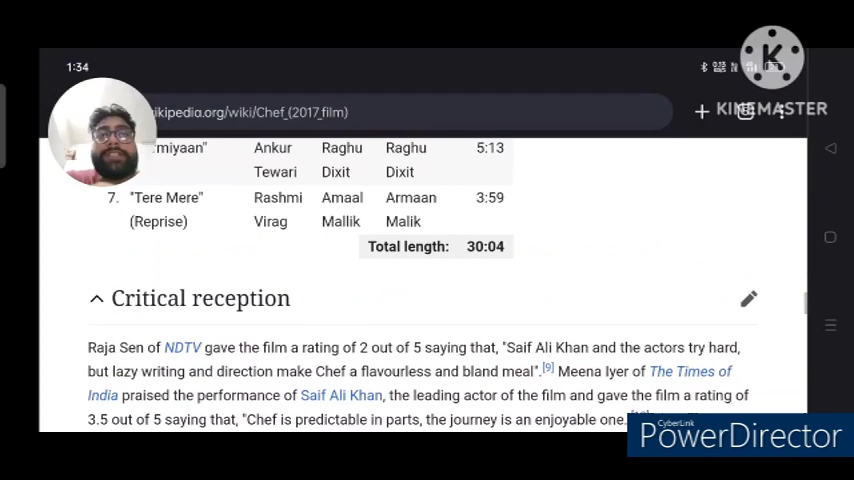 1:34
KINEMASTER
ikipedia.org/wiki/Chef_(2017_film)
miyaan" Ankur Raghu Raghu 5:13
Tewari Dixit Dixit
7. "Tere Mere" Rashmi Amaal Armaan 3:59
(Reprise) Virag Mallik Malik
Total length: 30:04
Critical reception
Raja Sen of NDTV gave the film a rating of 2 out of 5 saying that, "Saif Ali Khan and the actors try hard,
but lazy writing and direction make Chef a flavourless and bland meal".[9] Meena Iyer of The Times of
India praised the performance of Saif Ali Khan, the leading actor of the film and gave the film a rating of
3.5 out of 5 saying that, "Chef is predictable in parts, the journey is an enjoyable one.
CyberLink
PowerDirector